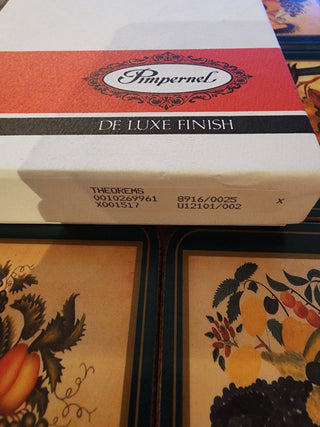 Pimpernel
DE LUXE FINISH
THEOREMS
0010269961 8916/0025 X
X001517 U12101/002